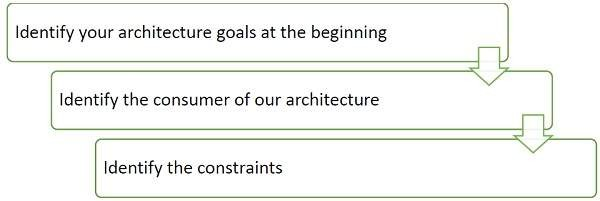 Identify your architecture goals at the beginning
Identify the consumer of our architecture
Identify the constraints